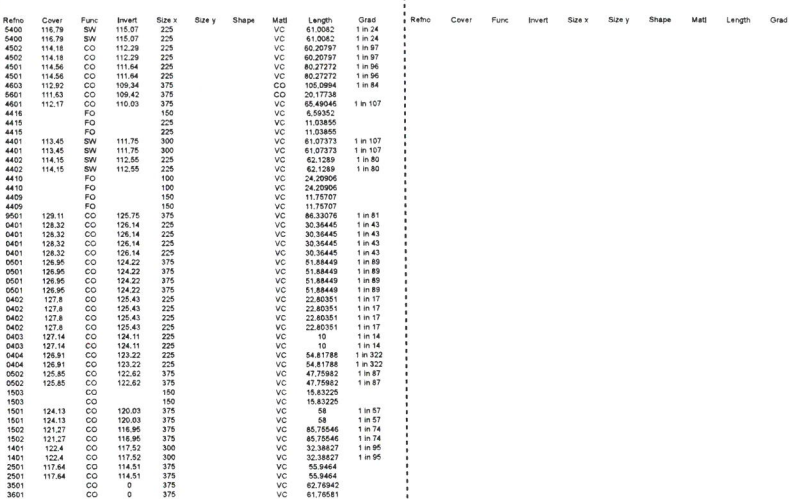 Refno Cover Func Invert Size x Size y Shape Matl Length Grad Refno Cover Func Invert Size x Size y Shape Matl Length Grad
5400 116.79 SW 115.07 225 VC 61.0082 1 in 24
5400 116.79 SW 115.07 225 VC 61.0082 1 in 24
4502 114.18 CO 112.29 225 VC 60.20797 1 in 97
4502 114.18 CO 112.29 225 VC 60.20797 1 in 97
4501 114.56 CO 111.64 225 VC 80.27272 1 in 96
4501 114.56 CO 111.64 225 VC 80.27272 1 in 96
4603 112.92 CO 109.34 375 CO 105.0994 1 in 84
5601 111.63 CO 109.42 375 CO 20.17738
4601 112.17 CO 110.03 375 VC 65.49046 1 in 107
4416 FO 150 VC 6.59352
4415 FO 225 VC 11.03855
4415 FO 225 VC 11.03855
4401 113.45 SW 111.75 300 VC 61.07373 1 in 107
4401 113.45 SW 111.75 300 VC 61.07373 1 in 107
4402 114.15 SW 112.55 225 VC 62.1289 1 in 80
4402 114.15 SW 112.55 225 VC 62.1289 1 in 80
4410 FO 100 VC 24.20906
4410 FO 100 VC 24.20906
4409 FO 150 VC 11.75707
4409 FO 150 VC 11.75707
9501 129.11 CO 125.75 375 VC 86.33076 1 in 81
0401 128.32 CO 126.14 225 VC 30.36445 1 in 43
0401 128.32 CO 126.14 225 VC 30.36445 1 in 43
0401 128.32 CO 126.14 225 VC 30.36445 1 in 43
0401 128.32 CO 126.14 225 VC 30.36445 1 in 43
0501 126.95 CO 124.22 375 VC 51.88449 1 in 89
0501 126.95 CO 124.22 375 VC 51.88449 1 in 89
0501 126.95 CO 124.22 375 VC 51.88449 1 in 89
0501 126.95 CO 124.22 375 VC 51.88449 1 in 89
0402 127.8 CO 125.43 225 VC 22.80351 1 in 17
0402 127.8 CO 125.43 225 VC 22.80351 1 in 17
0402 127.8 CO 125.43 225 VC 22.80351 1 in 17
0402 127.8 CO 125.43 225 VC 22.80351 1 in 17
0403 127.14 CO 124.11 225 VC 10 1 in 14
0403 127.14 CO 124.11 225 VC 10 1 in 14
0404 126.91 CO 123.22 225 VC 54.81788 1 in 322
0404 126.91 CO 123.22 225 VC 54.81788 1 in 322
0502 125.85 CO 122.62 375 VC 47.75982 1 in 87
0502 125.85 CO 122.62 375 VC 47.75982 1 in 87
1503 CO 150 VC 15.83225
1503 CO 150 VC 15.83225
1501 124.13 CO 120.03 375 VC 58 1 in 57
1501 124.13 CO 120.03 375 VC 58 1 in 57
1502 121.27 CO 116.95 375 VC 85.75546 1 in 74
1502 121.27 CO 116.95 375 VC 85.75546 1 in 74
1401 122.4 CO 117.52 300 VC 32.38827 1 in 95
1401 122.4 CO 117.52 300 VC 32.38827 1 in 95
2501 117.64 CO 114.51 375 VC 55.9464
2501 117.64 CO 114.51 375 VC 55.9464
3501 CO 0 375 VC 62.76942
3601 CO 0 375 VC 61.76581